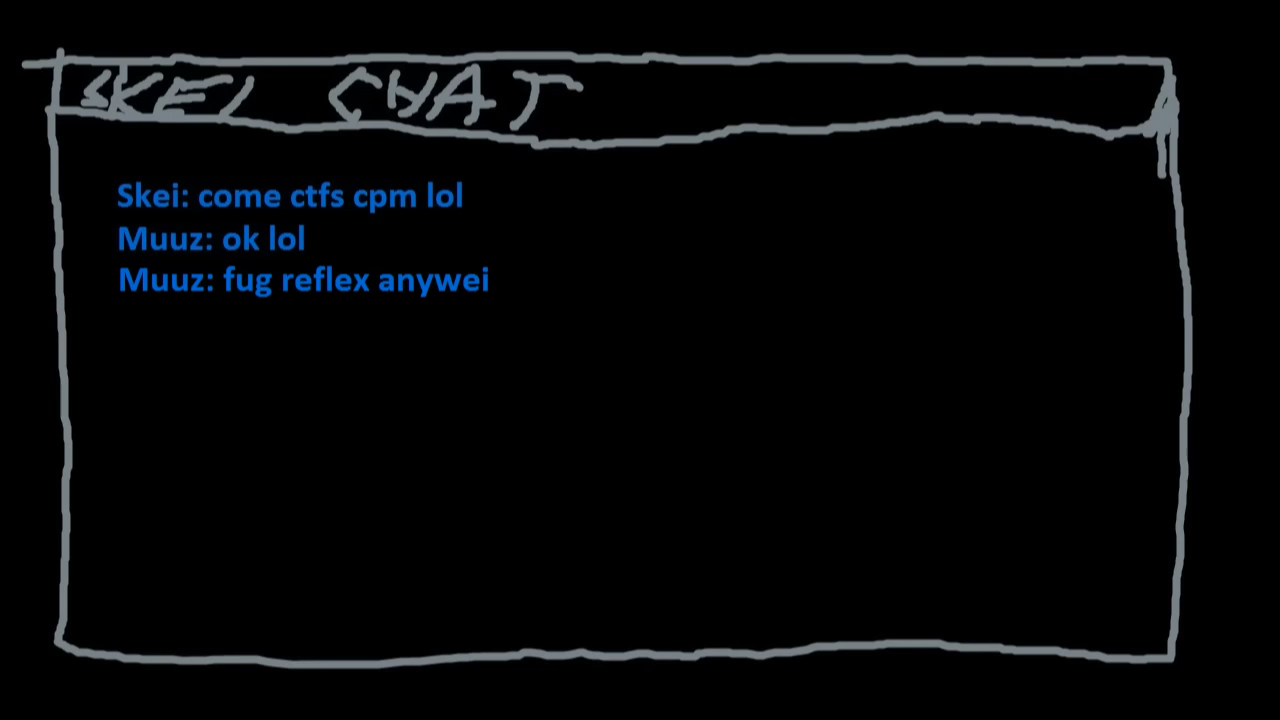 SKEI CHAT
Skei: come ctfs cpm lol
Muuz: ok lol
Muuz: fug reflex anywei